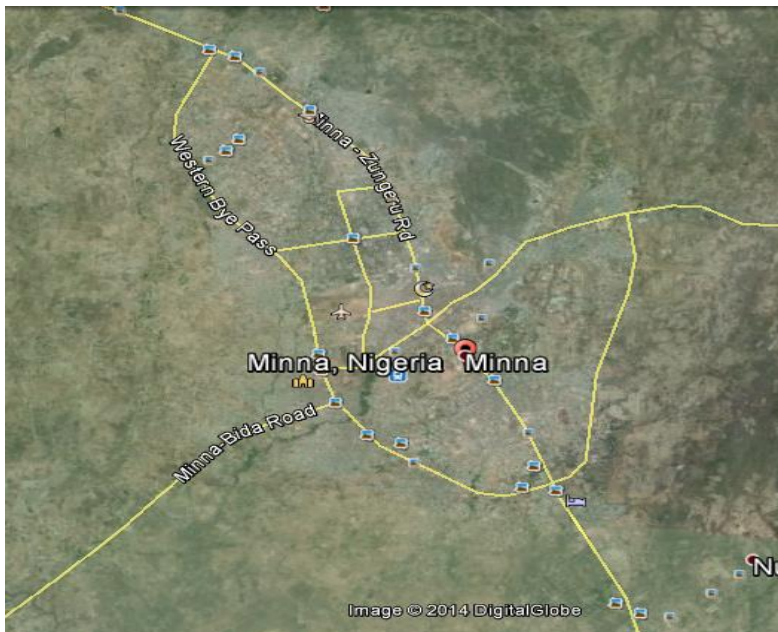 Minna - Zungeru Rd
Western Bye Pass
Minna, Nigeria
Minna
Minna-Bida Road
Image © 2014 DigitalGlobe